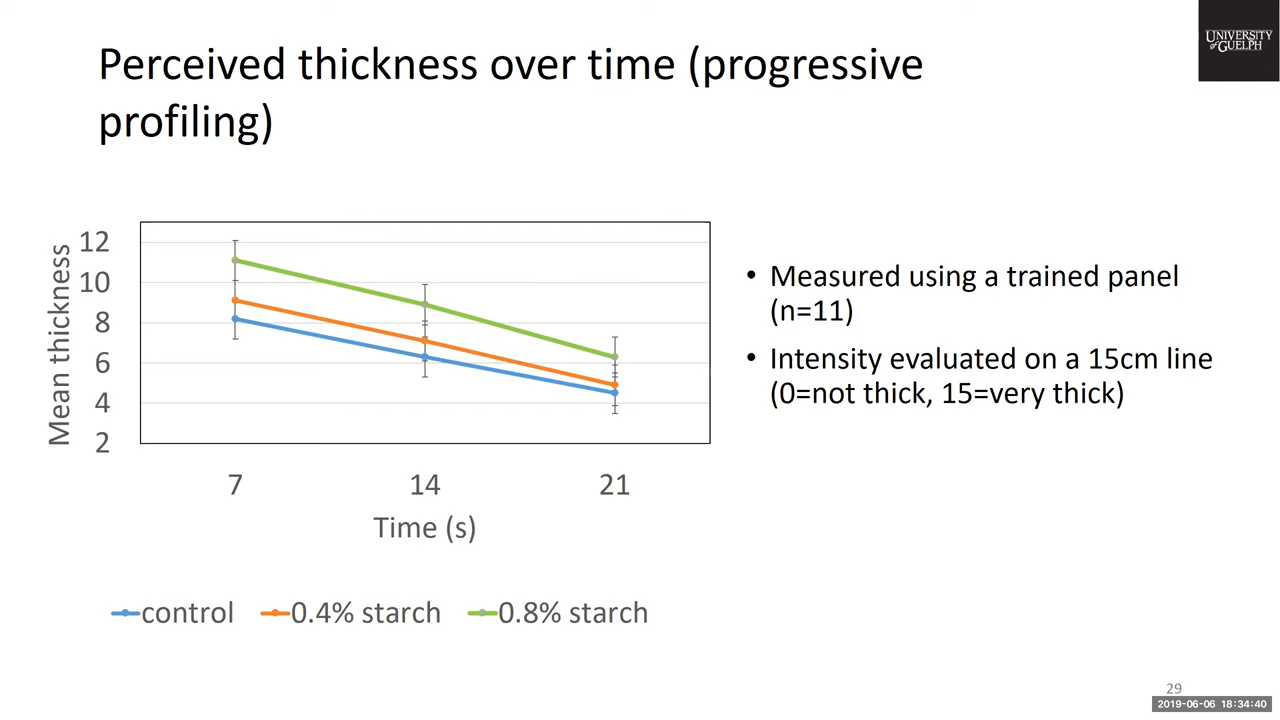 UNIVERSITY
of GUELPH
Perceived thickness over time (progressive
profiling)
Mean thickness
12
10
8
6
4
2
7 14 21
Time (s)
control 0.4% starch 0.8% starch
• Measured using a trained panel
(n=11)
• Intensity evaluated on a 15cm line
(0=not thick, 15=very thick)
29
2019-06-06 18:34:40